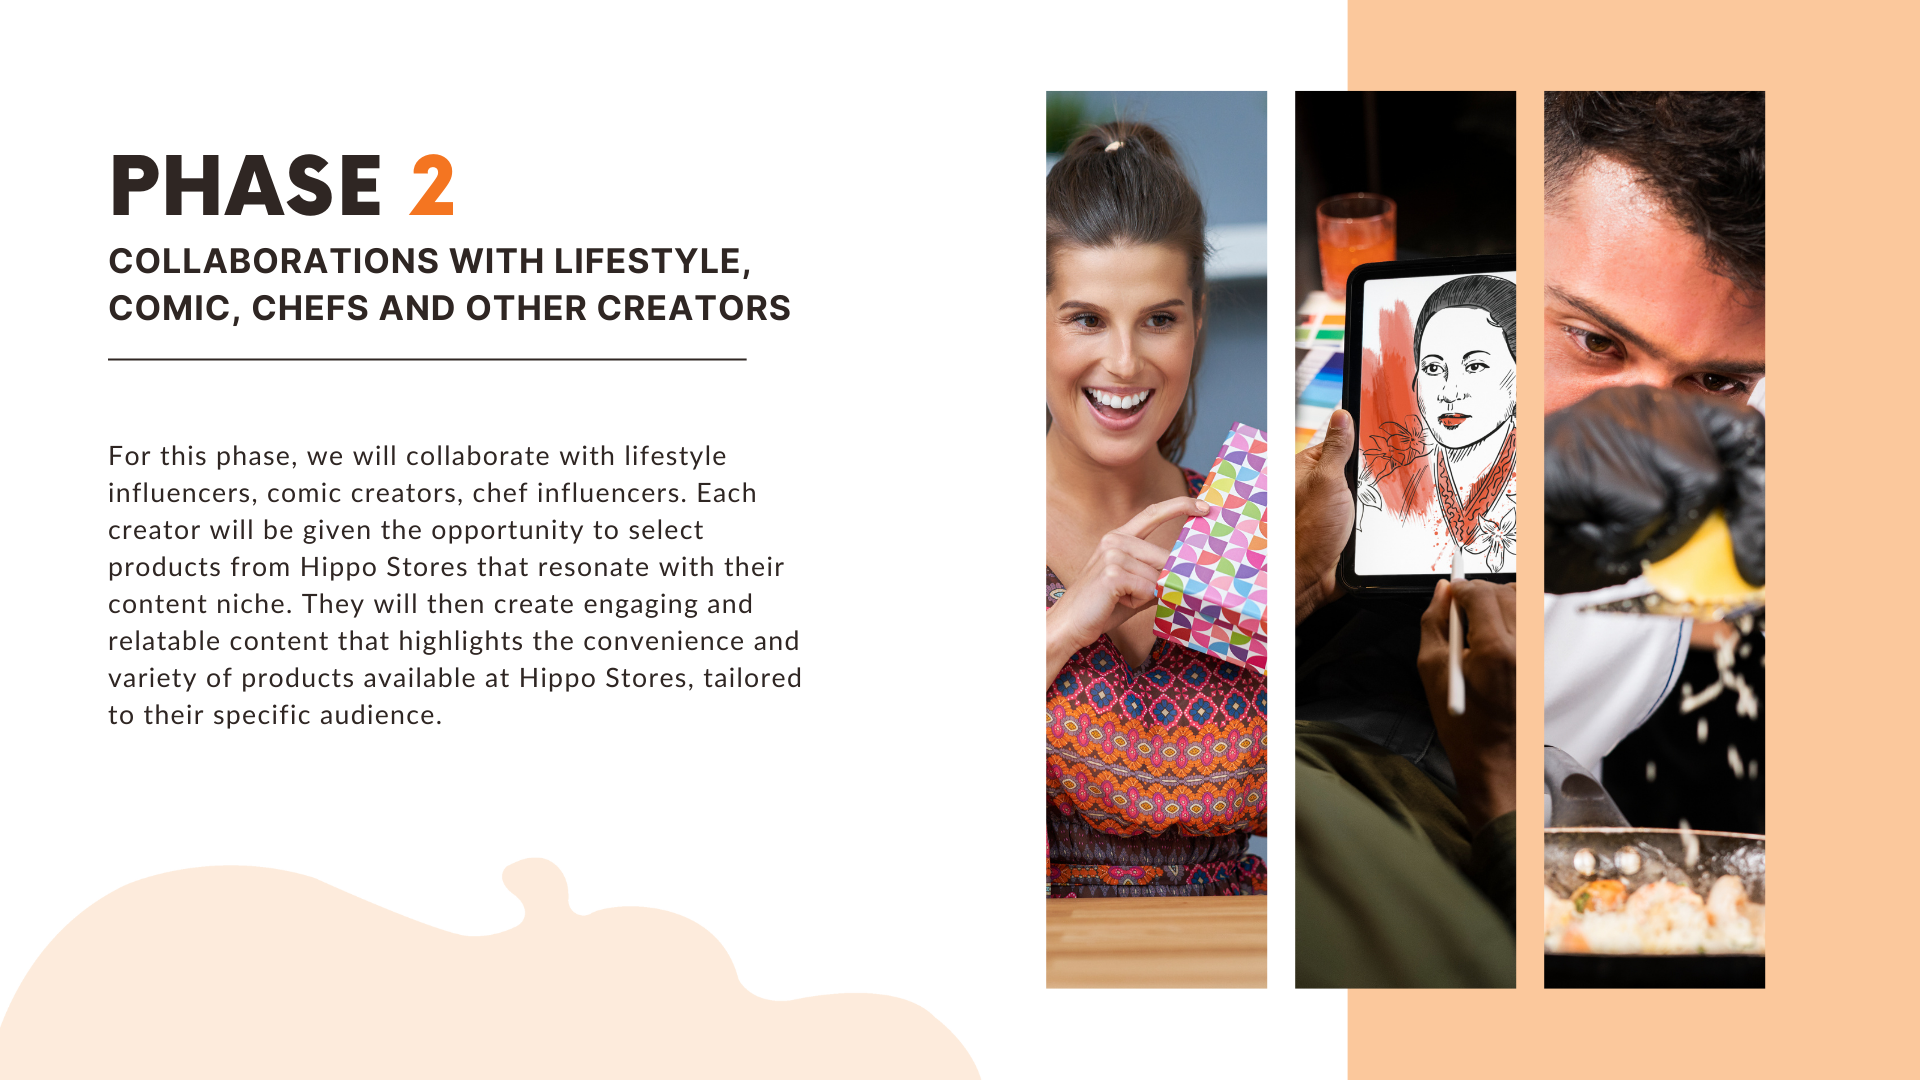 PHASE 2
COLLABORATIONS WITH LIFESTYLE,
COMIC, CHEFS AND OTHER CREATORS
For this phase, we will collaborate with lifestyle
influencers, comic creators, chef influencers. Each
creator will be given the opportunity to select
products from Hippo Stores that resonate with their
content niche. They will then create engaging and
relatable content that highlights the convenience and
variety of products available at Hippo Stores, tailored
to their specific audience.